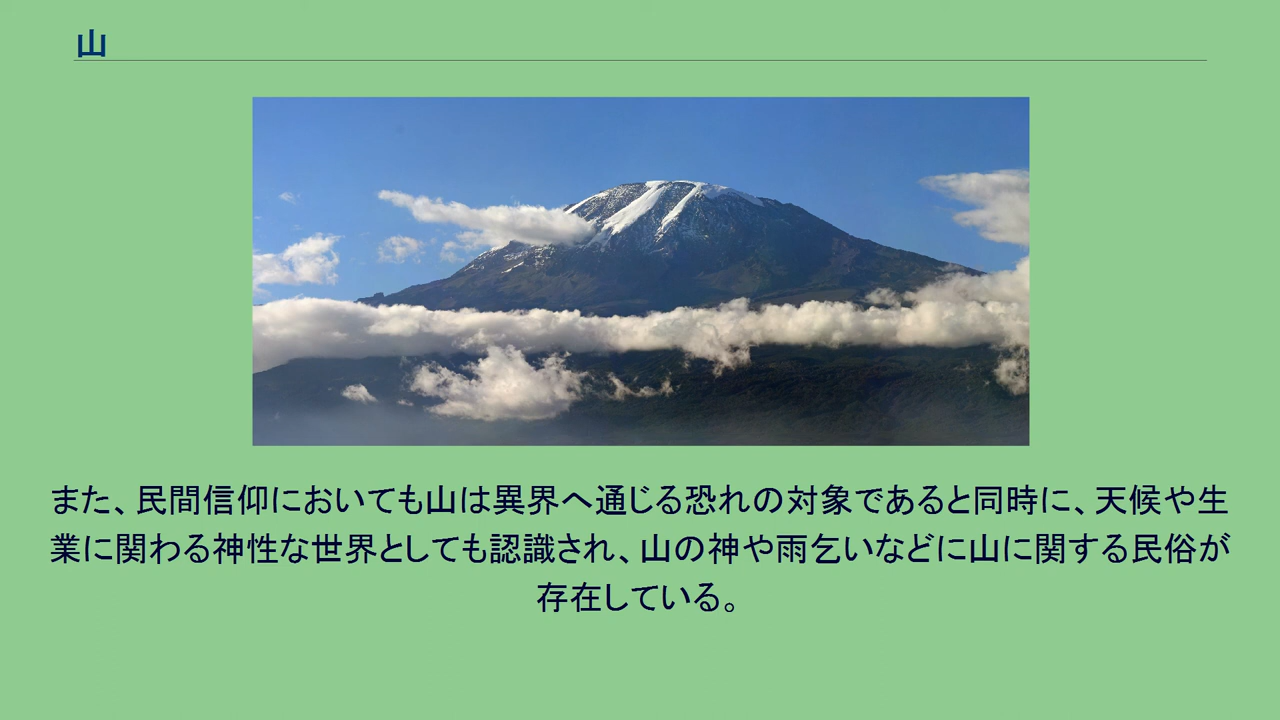 山
また、民間信仰においても山は異界へ通じる恐れの対象であると同時に、天候や生
業に関わる神性な世界としても認識され、山の神や雨乞いなどに山に関する民俗が
存在している。